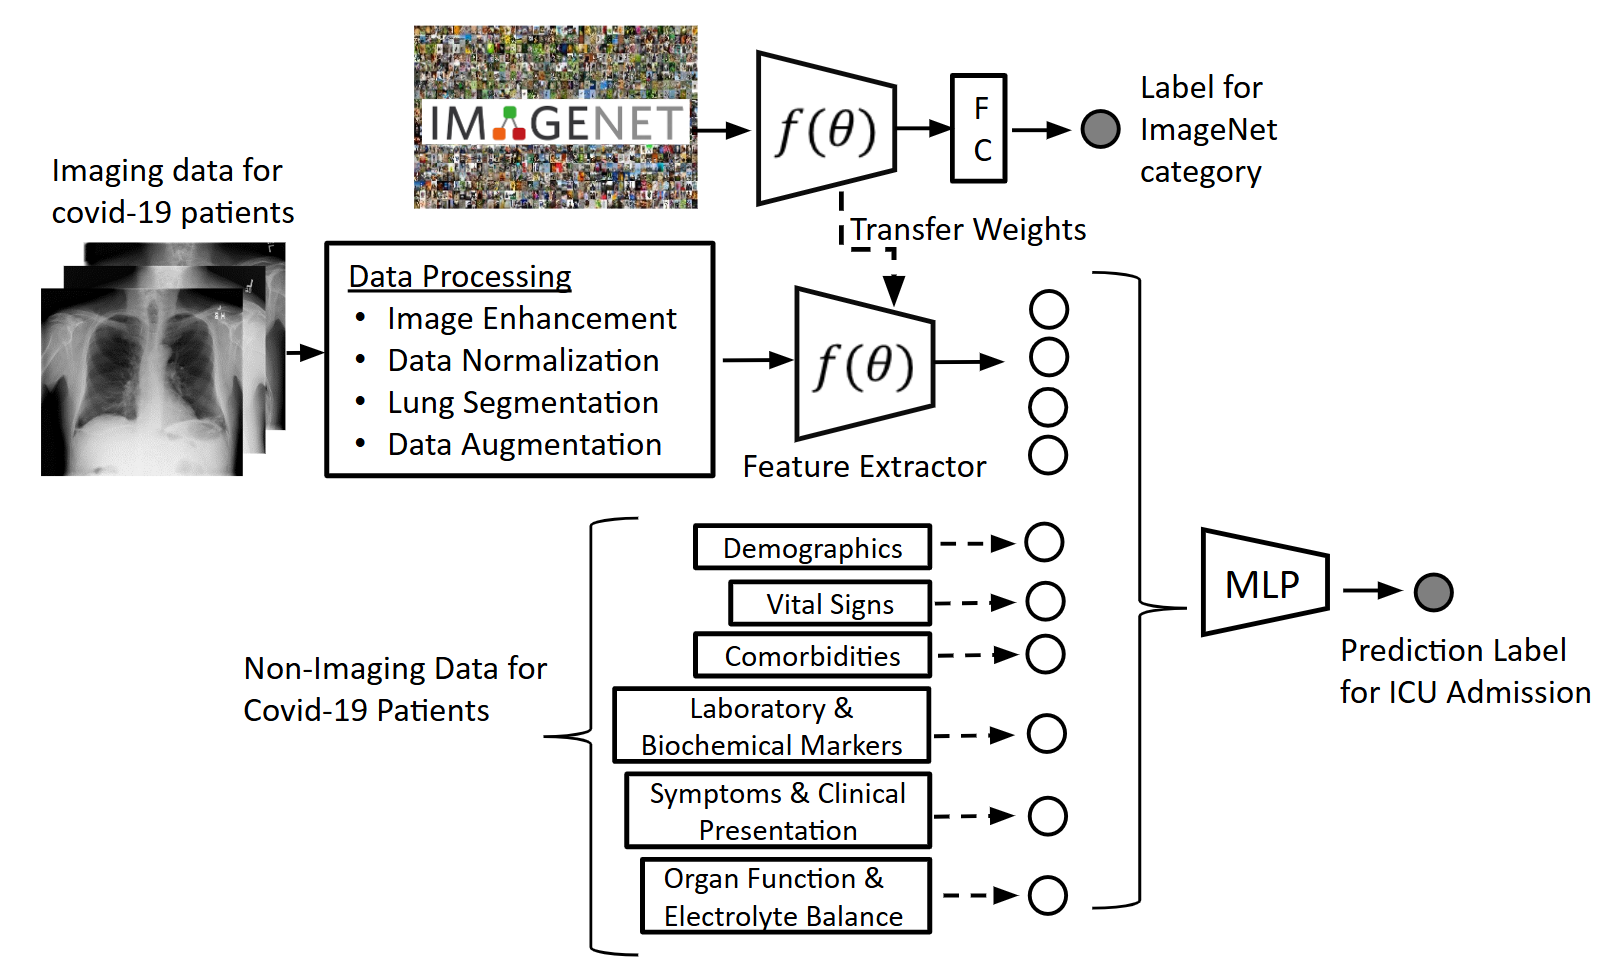 IMAGENET
f(θ)
F
C
Label for
ImageNet
category
Imaging data for
covid-19 patients
Transfer Weights
Data Processing
• Image Enhancement
• Data Normalization
• Lung Segmentation
• Data Augmentation
f(θ)
Feature Extractor
Non-Imaging Data for
Covid-19 Patients
Demographics
Vital Signs
Comorbidities
Laboratory &
Biochemical Markers
Symptoms & Clinical
Presentation
Organ Function &
Electrolyte Balance
MLP
Prediction Label
for ICU Admission